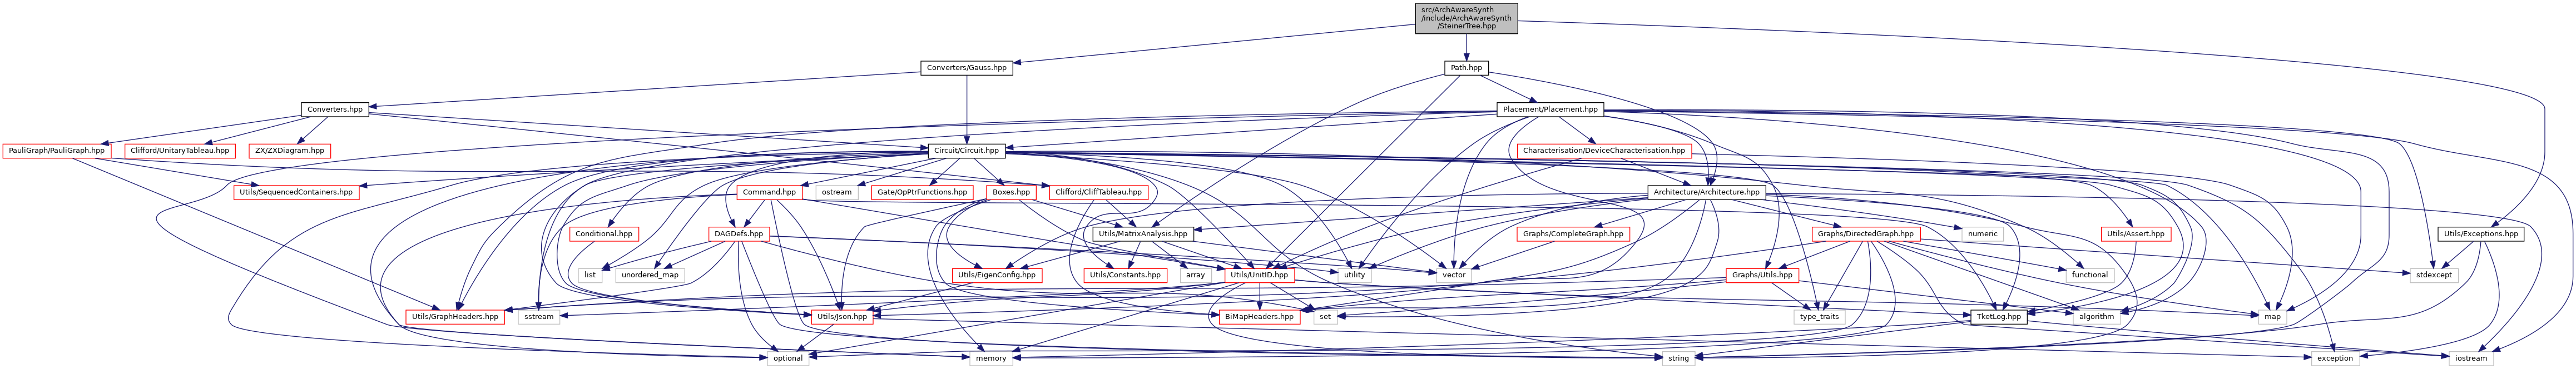 src/ArchAwareSynth
/include/ArchAwareSynth
/SteinerTree.hpp
Converters/Gauss.hpp
Path.hpp
Converters.hpp
Placement/Placement.hpp
PauliGraph/PauliGraph.hpp
Clifford/UnitaryTableau.hpp
ZX/ZXDiagram.hpp
Circuit/Circuit.hpp
Characterisation/DeviceCharacterisation.hpp
Utils/SequencedContainers.hpp
Command.hpp
ostream
Gate/OpPtrFunctions.hpp
Boxes.hpp
Clifford/CliffTableau.hpp
Architecture/Architecture.hpp
Conditional.hpp
DAGDefs.hpp
Utils/MatrixAnalysis.hpp
Graphs/CompleteGraph.hpp
Graphs/DirectedGraph.hpp
numeric
Utils/Assert.hpp
Utils/Exceptions.hpp
list
unordered_map
Utils/EigenConfig.hpp
Utils/Constants.hpp
array
Utils/UnitID.hpp
utility
vector
Graphs/Utils.hpp
functional
stdexcept
Utils/GraphHeaders.hpp
sstream
Utils/Json.hpp
BiMapHeaders.hpp
set
type_traits
TketLog.hpp
algorithm
map
optional
memory
string
exception
iostream